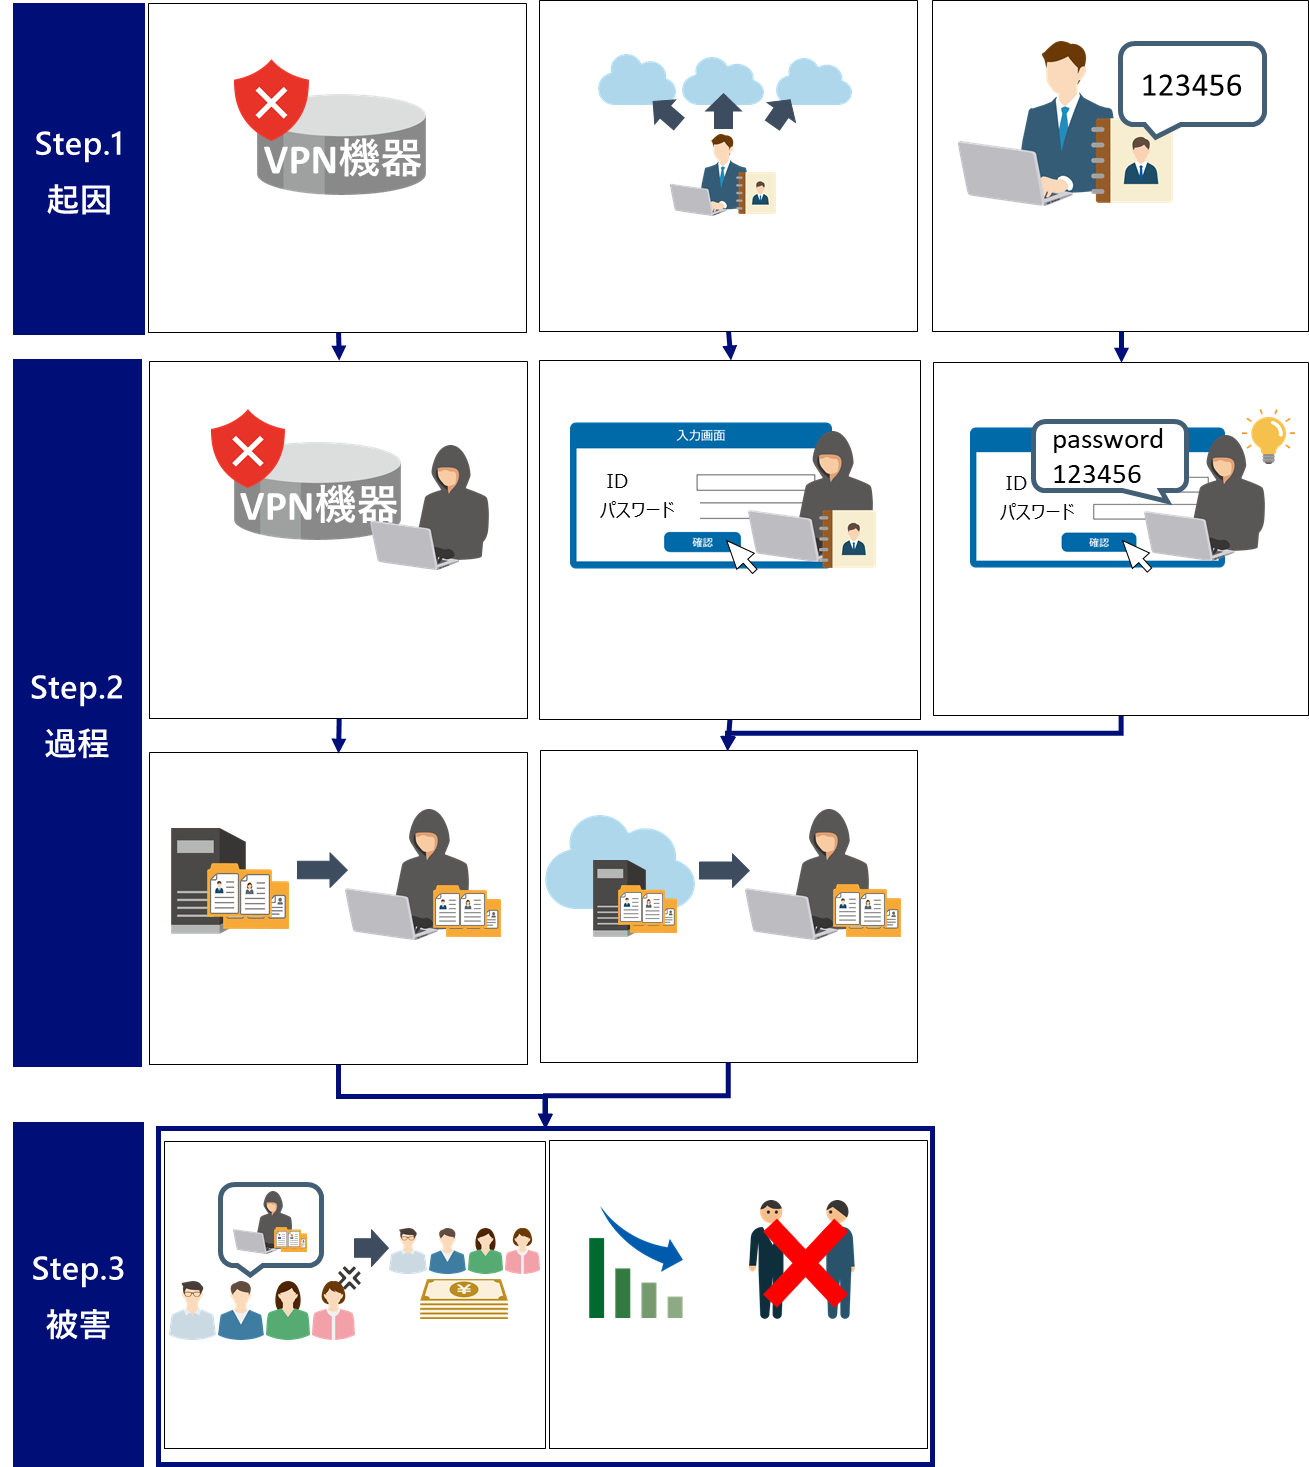 Step.1
起因
VPN機器
123456
Step.2
過程
VPN機器
入力画面
ID
パスワード
確認
password
123456
ID
パスワード
確認
Step.3
被害
¥